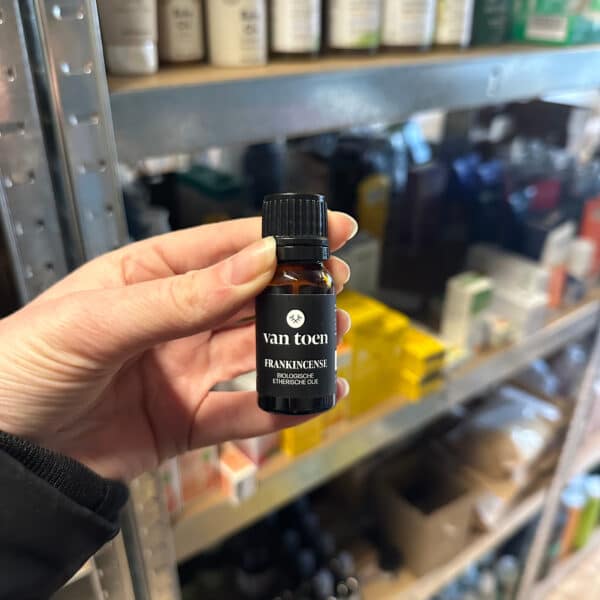 van toen
FRANKINCENSE
BIOLOGISCHE
ETHERISCHE OLIE